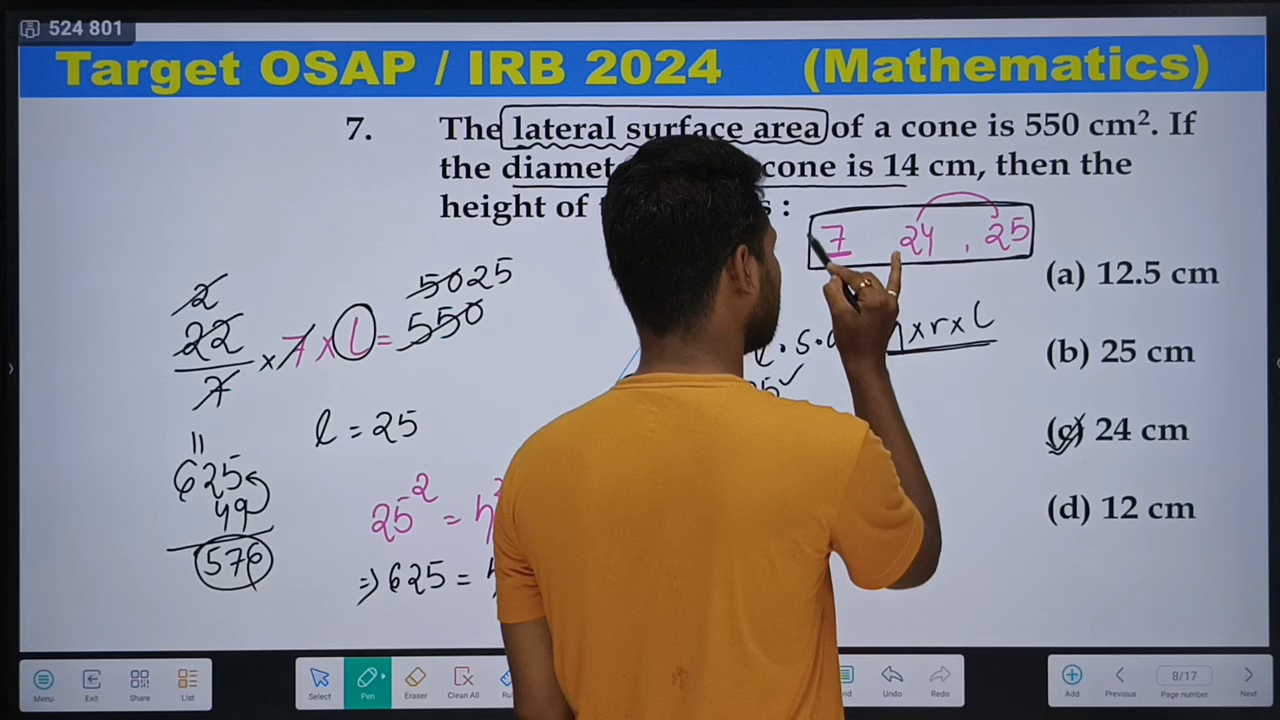 524 801
Target OSAP / IRB 2024 (Mathematics)
7. The lateral surface area of a cone is 550 cm². If
the diamet cone is 14 cm, then the
height of :
7 24 , 25
(a) 12.5 cm
(b) 25 cm
(c) 24 cm
(d) 12 cm
2
50 25
22 × 7 × l = 550
7
× r × l
l = 25
625
49
576
25² = h
⇒ 625 =
Menu
Exit
Share
List
Select
Pen
Eraser
Clean All
Undo
Redo
Add
Previous
8/17
Page number
Next